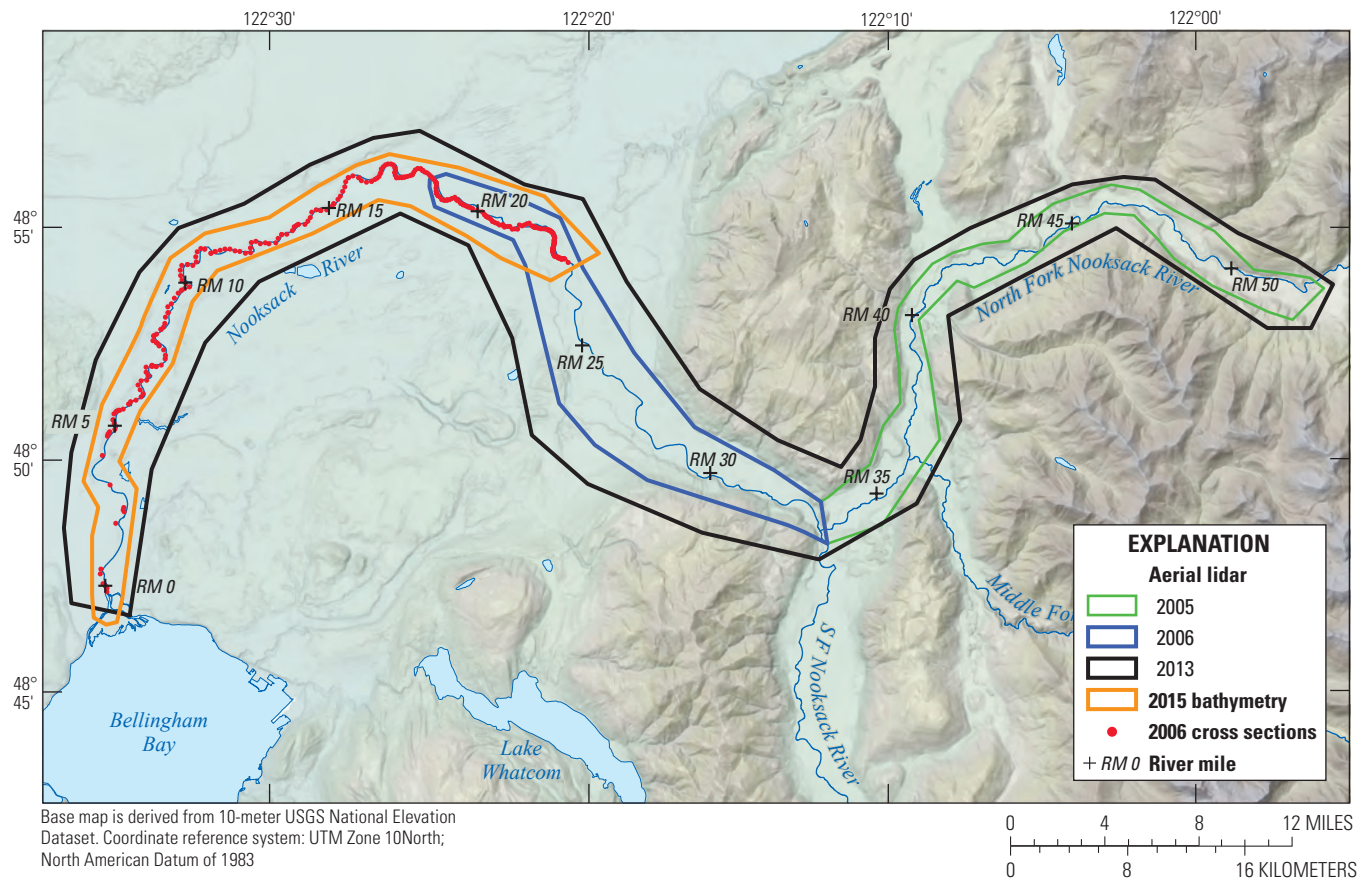 122°30'
122°20'
122°10'
122°00'
48°
55'
48°
50'
48°
45'
RM 15
RM 20
RM 10
Nooksack River
RM 5
RM 0
RM 25
RM 30
RM 35
RM 40
RM 45
RM 50
North Fork Nooksack River
Middle Fo
S F Nooksack River
Bellingham
Bay
Lake
Whatcom
EXPLANATION
Aerial lidar
2005
2006
2013
2015 bathymetry
2006 cross sections
RM 0 River mile
Base map is derived from 10-meter USGS National Elevation
Dataset. Coordinate reference system: UTM Zone 10North;
North American Datum of 1983
0 4 8 12 MILES
0 8 16 KILOMETERS